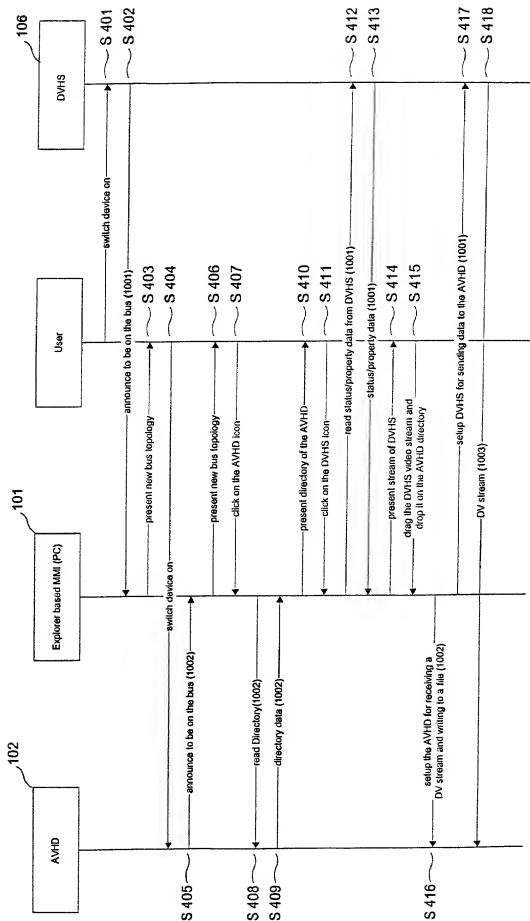 106
DVHS
User
101
Explorer based MMI (PC)
102
AVHD
switch device on
S 401
announce to be on the bus (1001)
S 402
present new bus topology
S 403
switch device on
S 404
S 405
announce to be on the bus (1002)
present new bus topology
S 406
click on the AVHD icon
S 407
S 408
read Directory(1002)
S 409
directory data (1002)
present directory of the AVHD
S 410
click on the DVHS icon
S 411
read status/property data from DVHS (1001)
S 412
status/property data (1001)
S 413
present stream of DVHS
S 414
drag the DVHS video stream and
drop it on the AVHD directory
S 415
S 416
setup the AVHD for receiving a
DV stream and writing to a file (1002)
setup DVHS for sending data to the AVHD (1001)
S 417
DV stream (1003)
S 418